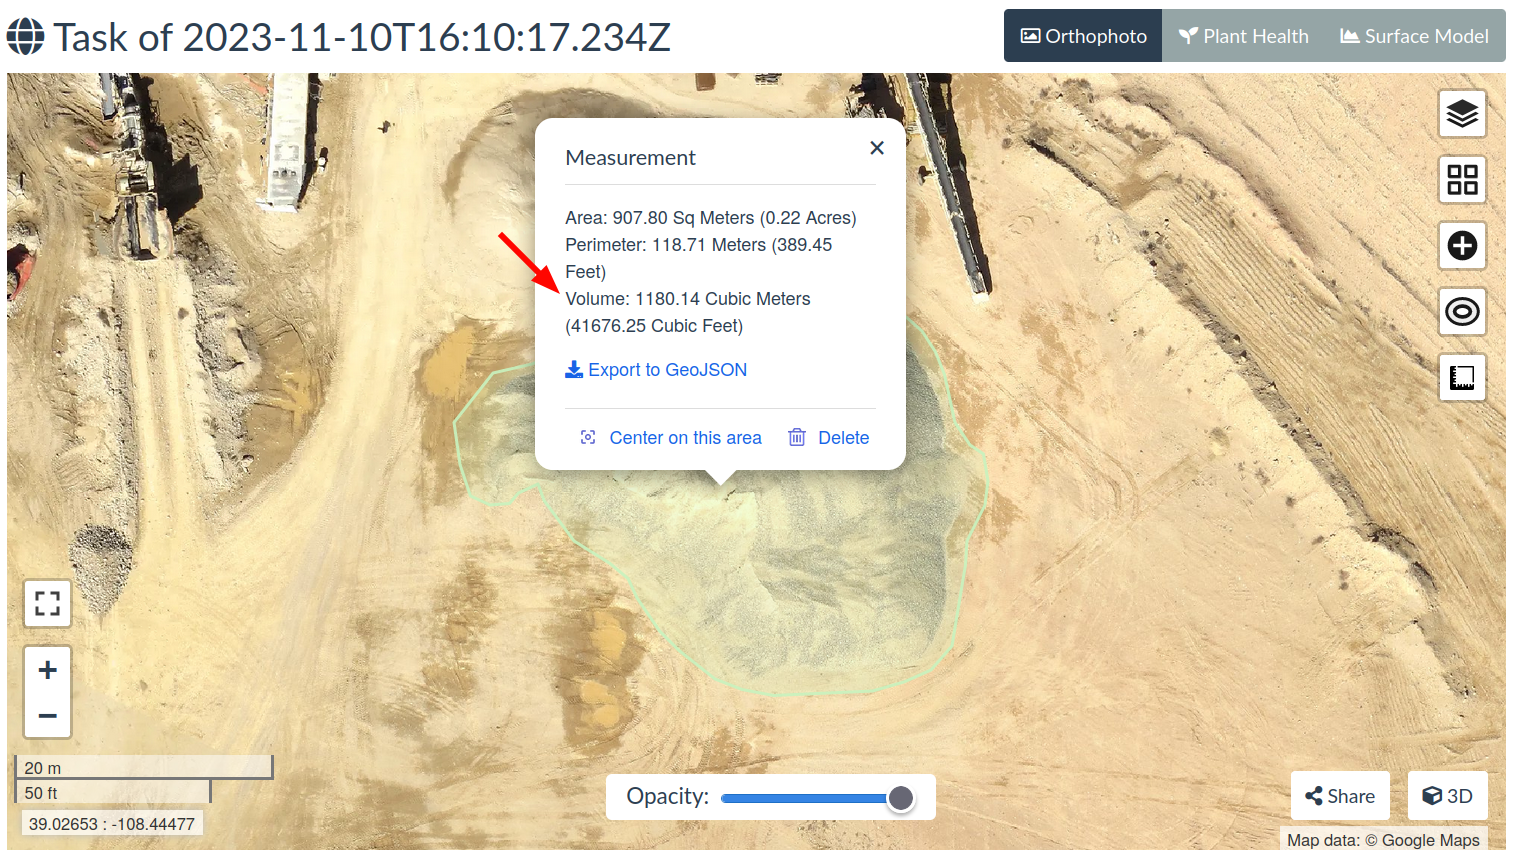 Task of 2023-11-10T16:10:17.234Z
Orthophoto
Plant Health
Surface Model
Measurement
Area: 907.80 Sq Meters (0.22 Acres)
Perimeter: 118.71 Meters (389.45
Feet)
Volume: 1180.14 Cubic Meters
(41676.25 Cubic Feet)
Export to GeoJSON
Center on this area
Delete
20 m
50 ft
39.02653 : -108.44477
Opacity:
Share
3D
Map data: © Google Maps